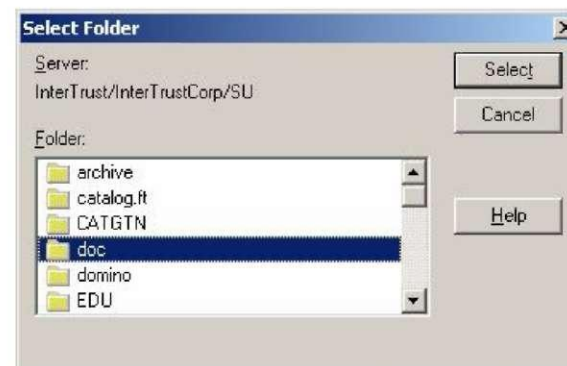 Select Folder
Server:
InterTrust/InterTrustCorp/SU
Select
Cancel
Folder:
archive
catalog.ft
CATGTN
doc
domino
EDU
Help